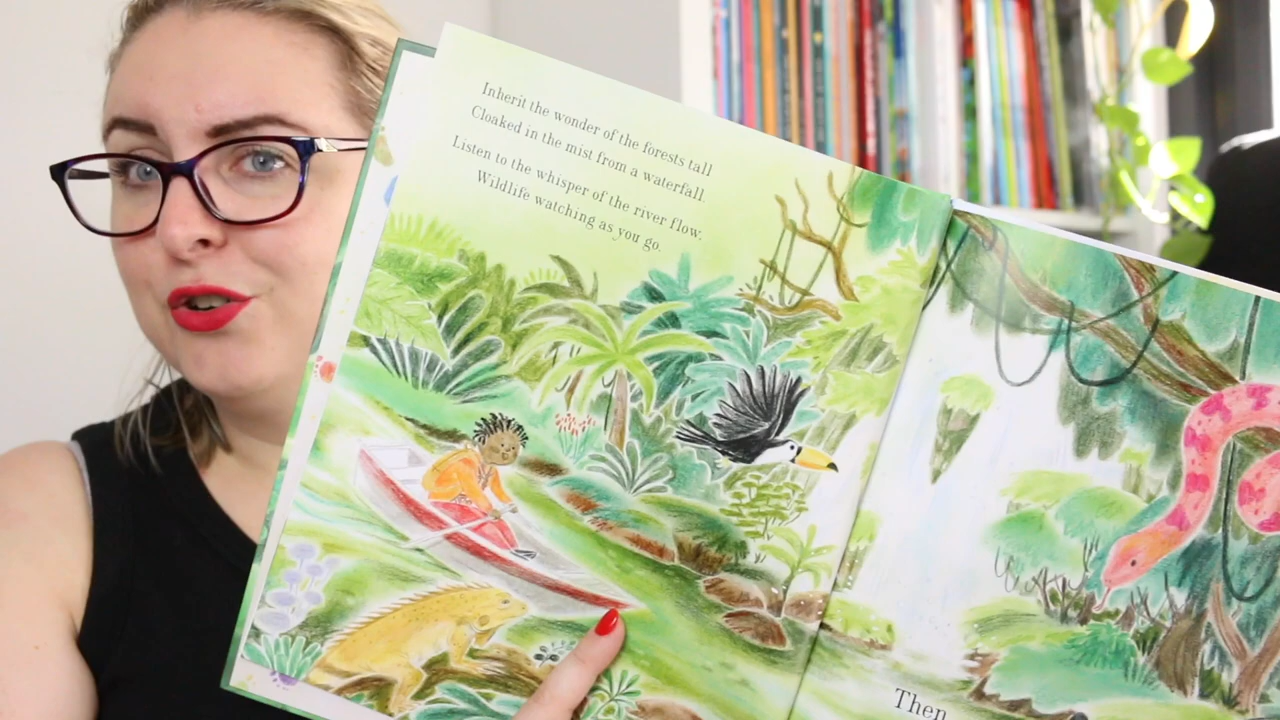 Inherit the wonder of the forests tall
Cloaked in the mist from a waterfall.
Listen to the whisper of the river flow.
Wildlife watching as you go.
Then